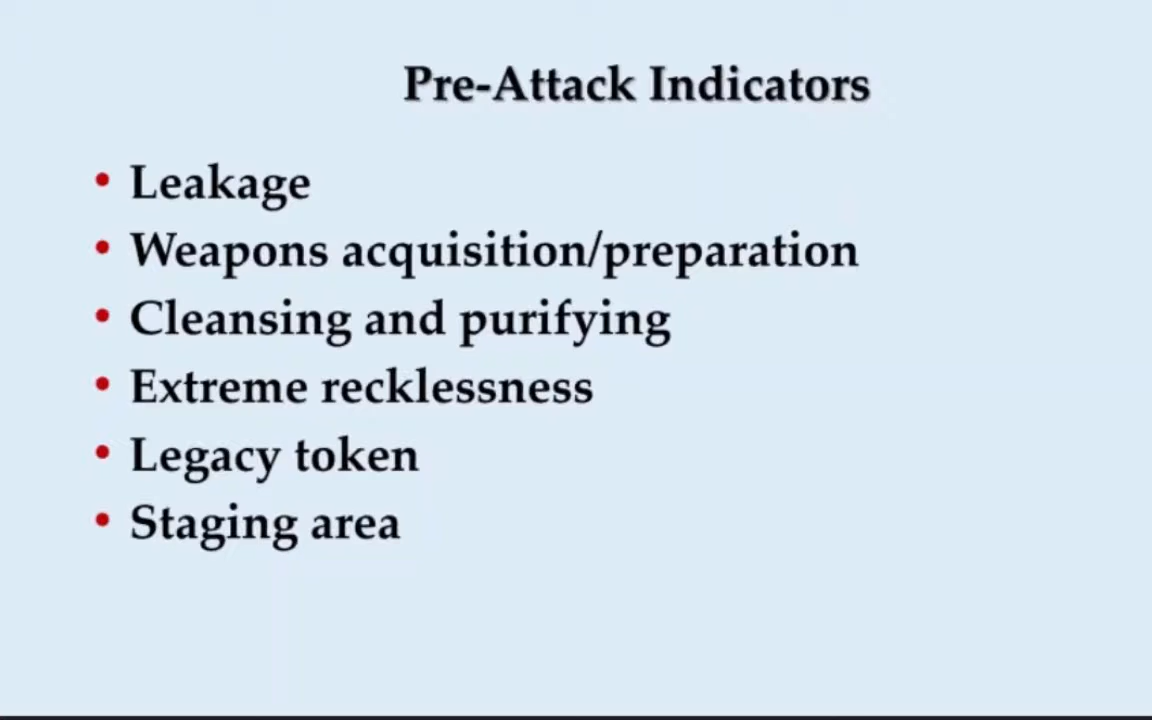 Pre-Attack Indicators
• Leakage
• Weapons acquisition/preparation
• Cleansing and purifying
• Extreme recklessness
• Legacy token
• Staging area